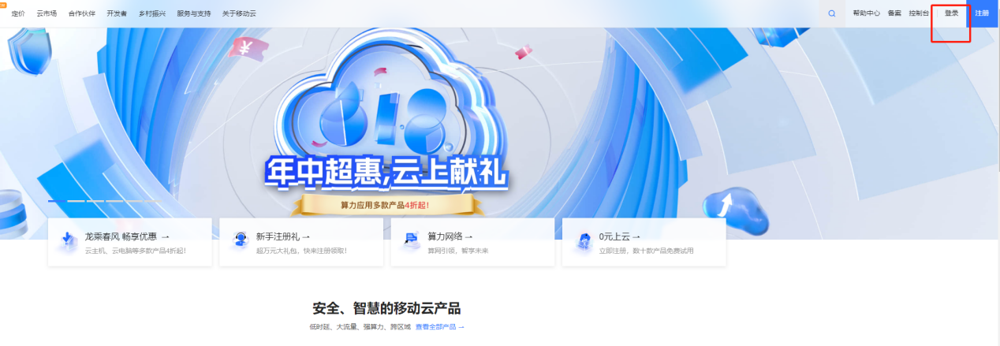 定价 云市场 合作伙伴 开发者 乡村振兴 服务与支持 关于移动云 帮助中心 备案 控制台 登录 注册
¥
618
年中超惠,云上献礼
算力应用多款产品4折起!
龙乘春风 畅享优惠 →
云主机、云电脑等多款产品4折起!
新手注册礼 →
超万元大礼包，快来注册领取!
算力网络 →
算网引领，智享未来
0元上云 →
立即注册，数十款产品免费试用
安全、智慧的移动云产品
低时延、大流量、强算力、跨区域 查看全部产品 →